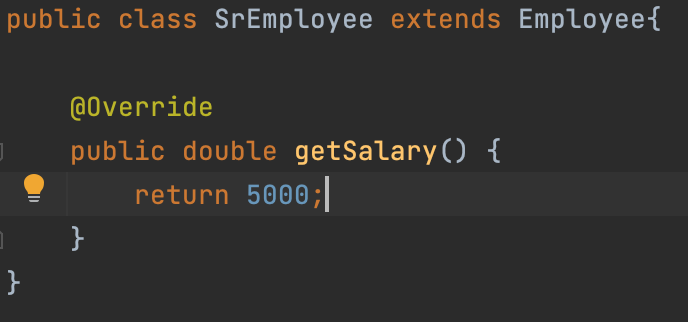 public class SrEmployee extends Employee{
@Override
public double getSalary() {
return 5000;
}
}